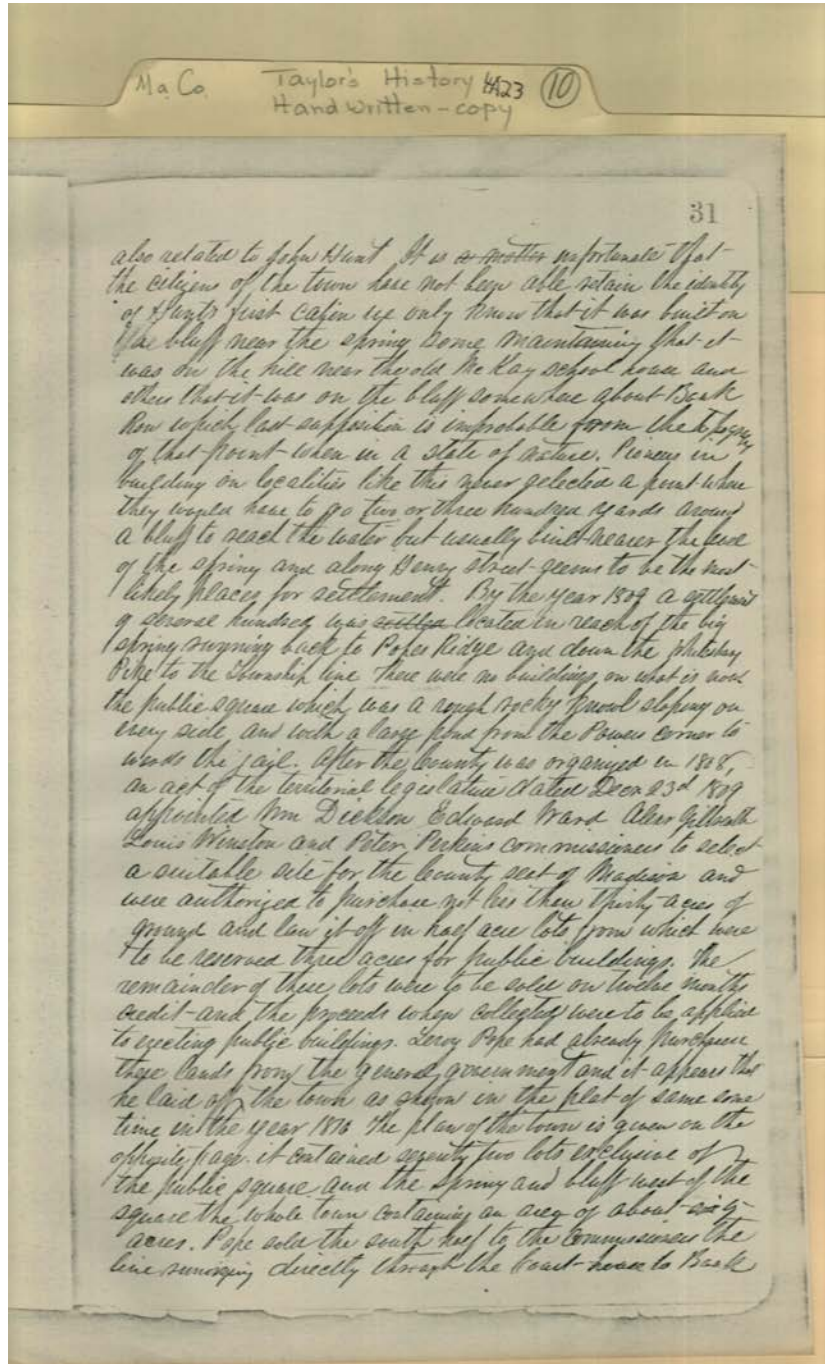 Ma. Co. Taylor's History 4A23 10
Handwritten-copy
31
also related to John Hunt It is a matter unfortunate that
the citizens of the town have not been able retain the identity
of Hunts first cabin we only know that it was built on
the bluff near the spring some maintaining that it
was on the hill near the old McKay school house and
others that it was on the bluff somewhere about Bank
Row which last supposition is improbable from the topogrphy
of that point when in a state of nature. Pioneers in
building on localities like this never selected a point where
they would have to go two or three hundred yards around
a bluff to reach the water but usually built nearer the level
of the spring and along Henry street seems to be the most
likely places for settlement. By the year 1809 a settlement
of several hundred was settled located in reach of the big
spring running back to Popes Ridge and down the
Pike to the Township line There were no buildings on what is now
the public square which was a rough rocky knowl sloping on
every side and with a large pond from the Powers corner to
wards the jail. After the County was organized in 1808,
an act of the territorial legislature dated Decr 23d 1809
appointed Wm Dickson Edward Ward Alexr Gilbreath
Louis Winston and Peter Perkins commissioners to select
a suitable site for the County seat of Madison and
were authorized to purchase not less then thirty acres of
ground and law it off in half acre lots from which were
to be reserved three acres for public buildings. The
remainder of these lots were to be sold on twelve months
credit and the proceeds when collected were to be applied
to erecting public buildings. Leroy Pope had already purchased
these lands from the general government and it appears that
he laid off the town as shown in the plat of same some
time in the year 1810 The plan of the town is given on the
opposite page. it contained seventy two lots exclusive of
the public square and the spring and bluff west of the
square the whole town containing an area of about sixty
acres. Pope sold the south half to the Commissioners the
line running directly through the Court-house to Bank